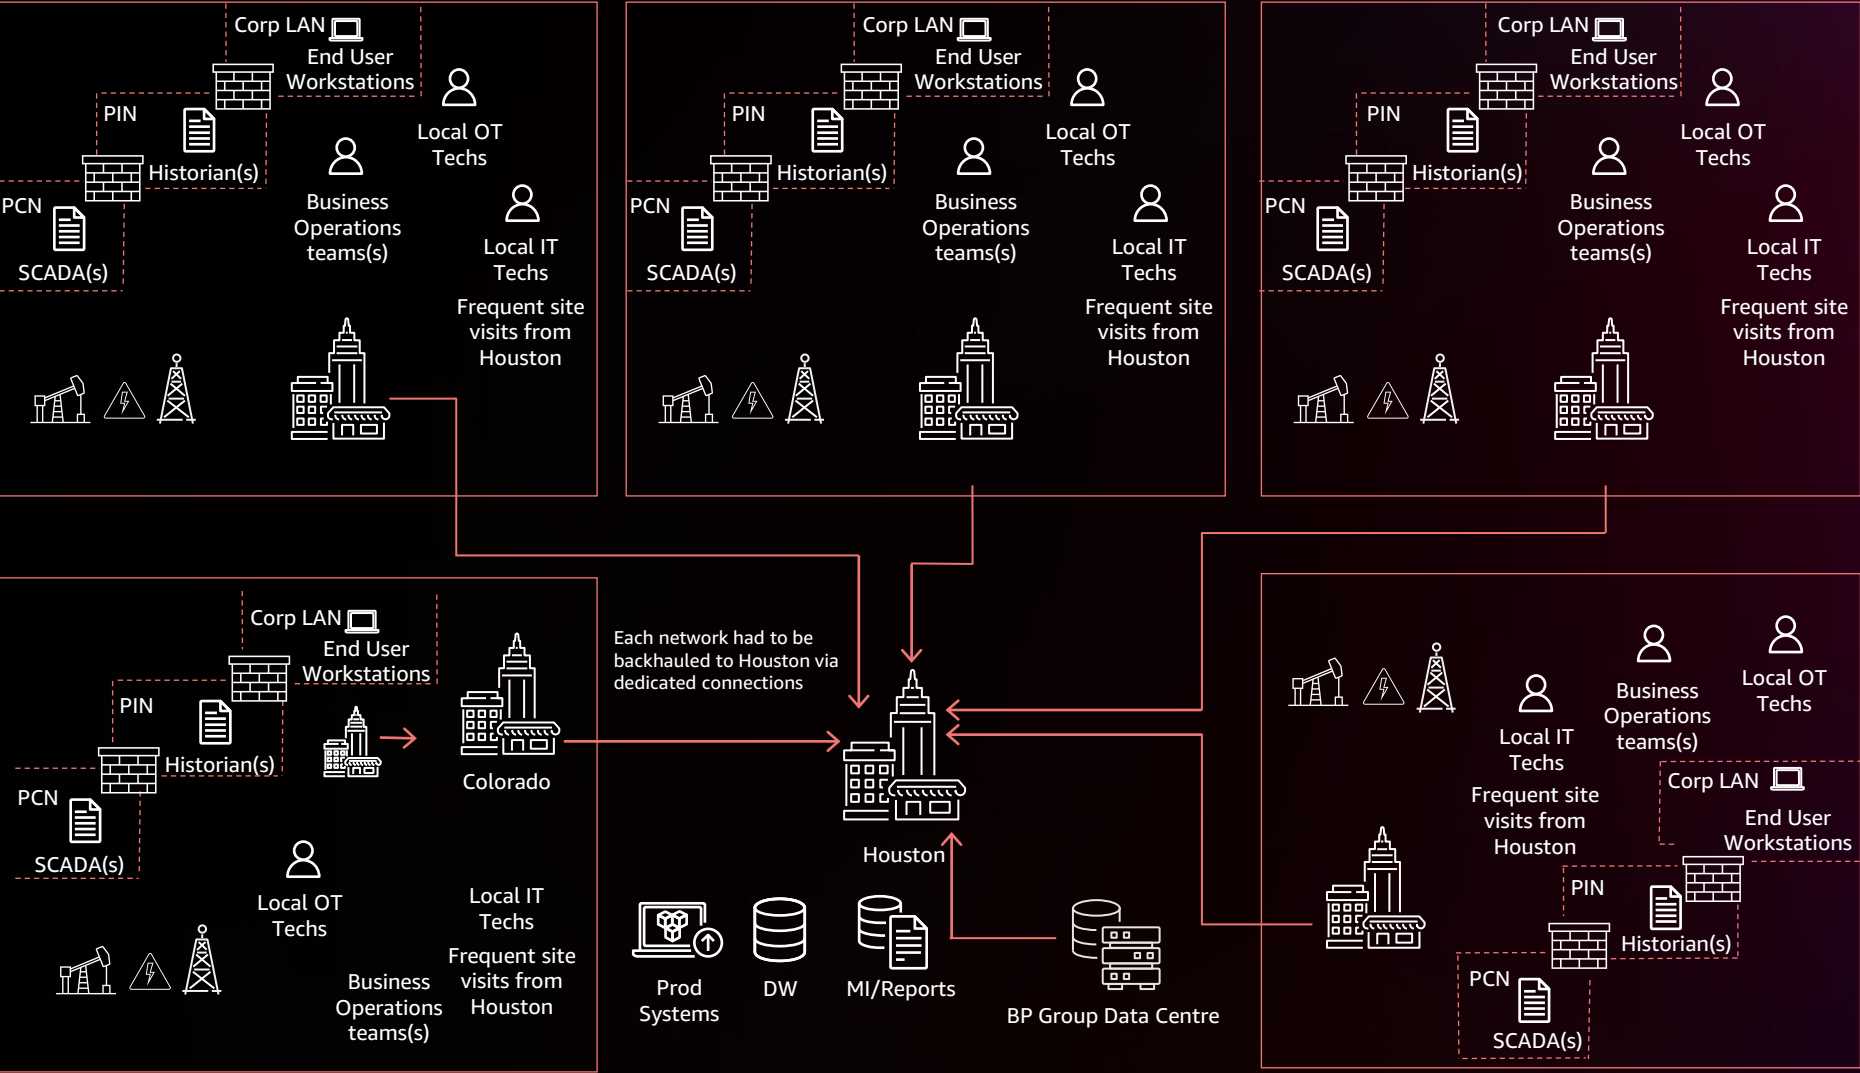 Corp LAN
End User
Workstations
PIN
Historian(s)
PCN
SCADA(s)
Local OT
Techs
Business
Operations
teams(s)
Local IT
Techs
Frequent site
visits from
Houston
Corp LAN
End User
Workstations
PIN
Historian(s)
PCN
SCADA(s)
Local OT
Techs
Business
Operations
teams(s)
Local IT
Techs
Frequent site
visits from
Houston
Corp LAN
End User
Workstations
PIN
Historian(s)
PCN
SCADA(s)
Local OT
Techs
Business
Operations
teams(s)
Local IT
Techs
Frequent site
visits from
Houston
Corp LAN
End User
Workstations
PIN
Historian(s)
PCN
SCADA(s)
Colorado
Local OT
Techs
Local IT
Techs
Frequent site
visits from
Houston
Business
Operations
teams(s)
Each network had to be
backhauled to Houston via
dedicated connections
Houston
Prod
Systems
DW
MI/Reports
BP Group Data Centre
Local OT
Techs
Business
Operations
teams(s)
Local IT
Techs
Frequent site
visits from
Houston
Corp LAN
End User
Workstations
PIN
Historian(s)
PCN
SCADA(s)